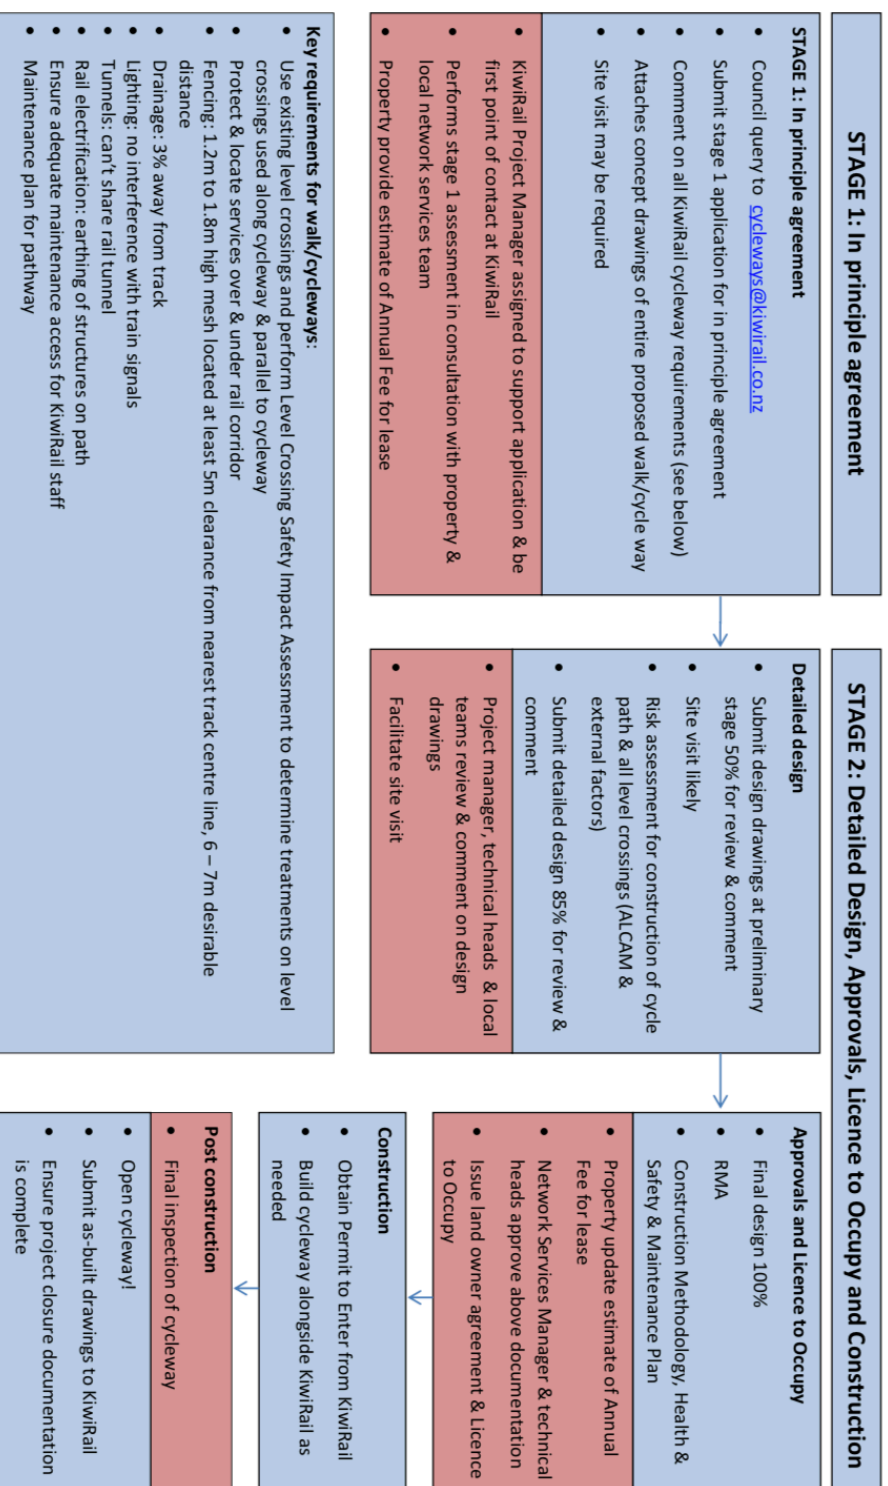 STAGE 1: In principle agreement
STAGE 2: Detailed Design, Approvals, Licence to Occupy and Construction
STAGE 1: In principle agreement
• Council query to cycleways@kiwirail.co.nz
• Submit stage 1 application for in principle agreement
• Comment on all KiwiRail cycleway requirements (see below)
• Attaches concept drawings of entire proposed walk/cycle way
• Site visit may be required
• KiwiRail Project Manager assigned to support application & be
first point of contact at KiwiRail
• Performs stage 1 assessment in consultation with property &
local network services team
• Property provide estimate of Annual Fee for lease
Detailed design
• Submit design drawings at preliminary
stage 50% for review & comment
• Site visit likely
• Risk assessment for construction of cycle
path & all level crossings (ALCAM &
external factors)
• Submit detailed design 85% for review &
comment
• Project manager, technical heads & local
teams review & comment on design
drawings
• Facilitate site visit
Approvals and Licence to Occupy
• Final design 100%
• RMA
• Construction Methodology, Health &
Safety & Maintenance Plan
• Property update estimate of Annual
Fee for lease
• Network Services Manager & technical
heads approve above documentation
• Issue land owner agreement & Licence
to Occupy
Construction
• Obtain Permit to Enter from KiwiRail
• Build cycleway alongside KiwiRail as
needed
Post construction
• Final inspection of cycleway
• Open cycleway!
• Submit as-built drawings to KiwiRail
• Ensure project closure documentation
is complete
Key requirements for walk/cycleways:
• Use existing level crossings and perform Level Crossing Safety Impact Assessment to determine treatments on level
crossings used along cycleway & parallel to cycleway
• Protect & locate services over & under rail corridor
• Fencing: 1.2m to 1.8m high mesh located at least 5m clearance from nearest track centre line, 6 – 7m desirable
distance
• Drainage: 3% away from track
• Lighting: no interference with train signals
• Tunnels: can't share rail tunnel
• Rail electrification: earthing of structures on path
• Ensure adequate maintenance access for KiwiRail staff
• Maintenance plan for pathway